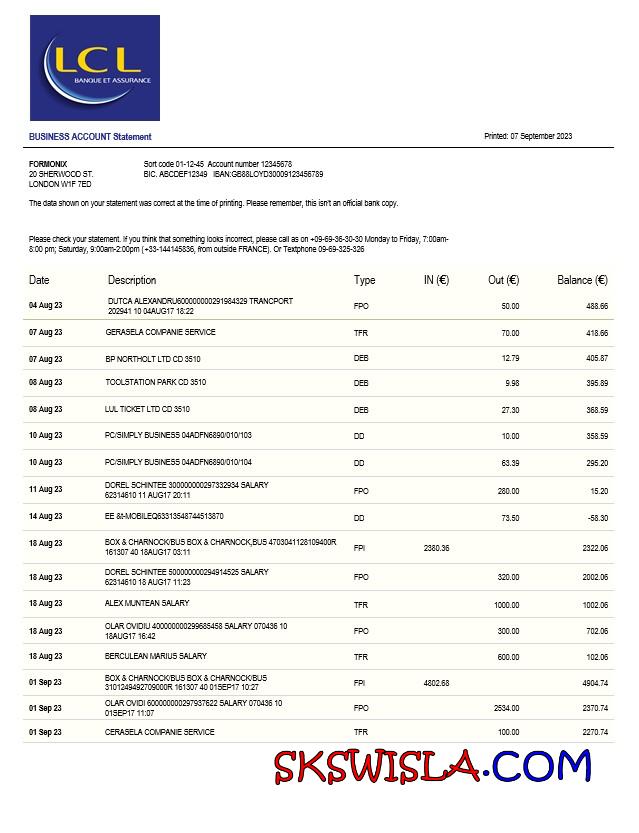 LCL
BANQUE ET ASSURANCE
BUSINESS ACCOUNT Statement Printed: 07 September 2023
FORMONIX Sort code 01-12-45 Account number 12345678
20 SHERWOOD ST. BIC. ABCDEF12349 IBAN:GB88LOYD30009123456789
LONDON W1F 7ED
The data shown on your statement was correct at the time of printing. Please remember, this isn't an official bank copy.
Please check your statement. If you think that something looks incorrect, please call as on +09-69-36-30-30 Monday to Friday, 7:00am-
8:00 pm; Saturday, 9:00am-2:00pm (+33-144145836, from outside FRANCE). Or Textphone 09-69-325-326
Date Description Type IN (€) Out (€) Balance (€)
04 Aug 23 DUTCA ALEXANDRU600000000291984329 TRANCPORT FPO 50.00 488.66
202941 10 04AUG17 18:22
07 Aug 23 GERASELA COMPANIE SERVICE TFR 70.00 418.66
07 Aug 23 BP NORTHOLT LTD CD 3510 DEB 12.79 405.87
08 Aug 23 TOOLSTATION PARK CD 3510 DEB 9.98 395.89
08 Aug 23 LUL TICKET LTD CD 3510 DEB 27.30 368.59
10 Aug 23 PC/SIMPLY BUSINESS 04ADFN6890/010/103 DD 10.00 358.59
10 Aug 23 PC/SIMPLY BUSINESS 04ADFN6890/010/104 DD 63.39 295.20
11 Aug 23 DOREL SCHINTEE 300000000297332934 SALARY FPO 280.00 15.20
62314610 11 AUG17 20:11
14 Aug 23 EE &t-MOBILEQ63313548744513870 DD 73.50 -58.30
18 Aug 23 BOX & CHARNOCK/BUS BOX & CHARNOCK,BUS 4703041128109400R FPI 2380.36 2322.06
161307 40 18AUG17 03:11
18 Aug 23 DOREL SCHINTEE 500000000294914525 SALARY FPO 320.00 2002.06
62314610 18 AUG17 11:23
18 Aug 23 ALEX MUNTEAN SALARY TFR 1000.00 1002.06
18 Aug 23 OLAR OVIDIU 400000000299685458 SALARY 070436 10 FPO 300.00 702.06
18AUG17 16:42
18 Aug 23 BERCULEAN MARIUS SALARY TFR 600.00 102.06
01 Sep 23 BOX & CHARNOCK/BUS BOX & CHARNOCK/BUS FPI 4802.68 4904.74
3101249492709000R 161307 40 01SEP17 10:27
01 Sep 23 OLAR OVIDI 600000000297937622 SALARY 070436 10 FPO 2534.00 2370.74
01SEP17 11:07
01 Sep 23 CERASELA COMPANIE SERVICE TFR 100.00 2270.74
SKSWISLA.COM